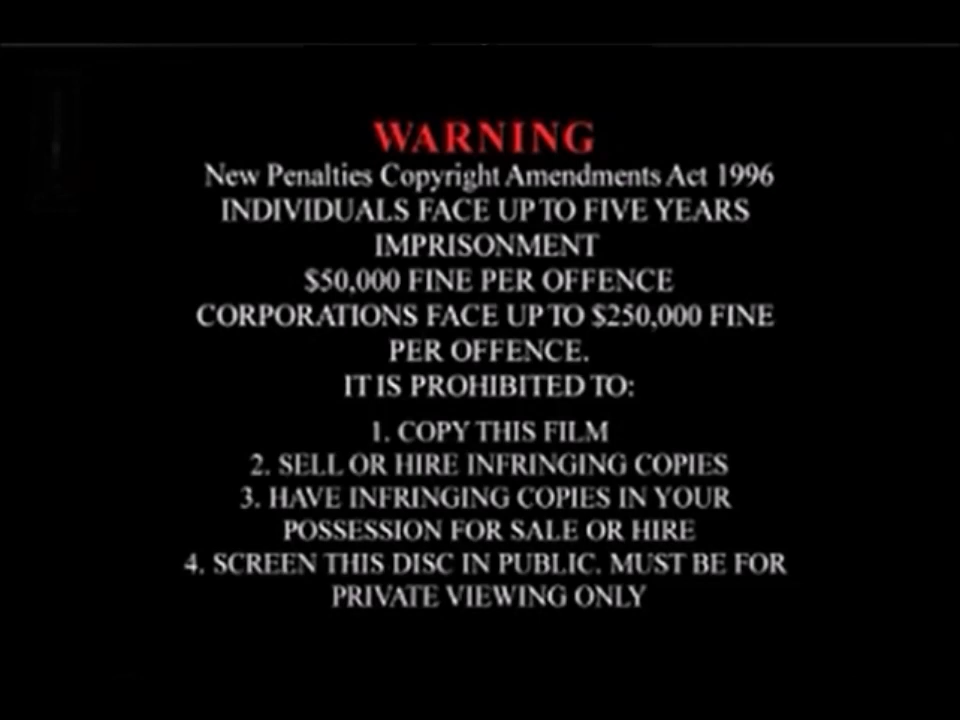 WARNING
New Penalties Copyright Amendments Act 1996
INDIVIDUALS FACE UP TO FIVE YEARS
IMPRISONMENT
$50,000 FINE PER OFFENCE
CORPORATIONS FACE UP TO $250,000 FINE
PER OFFENCE.
IT IS PROHIBITED TO:
1. COPY THIS FILM
2. SELL OR HIRE INFRINGING COPIES
3. HAVE INFRINGING COPIES IN YOUR
POSSESSION FOR SALE OR HIRE
4. SCREEN THIS DISC IN PUBLIC. MUST BE FOR
PRIVATE VIEWING ONLY